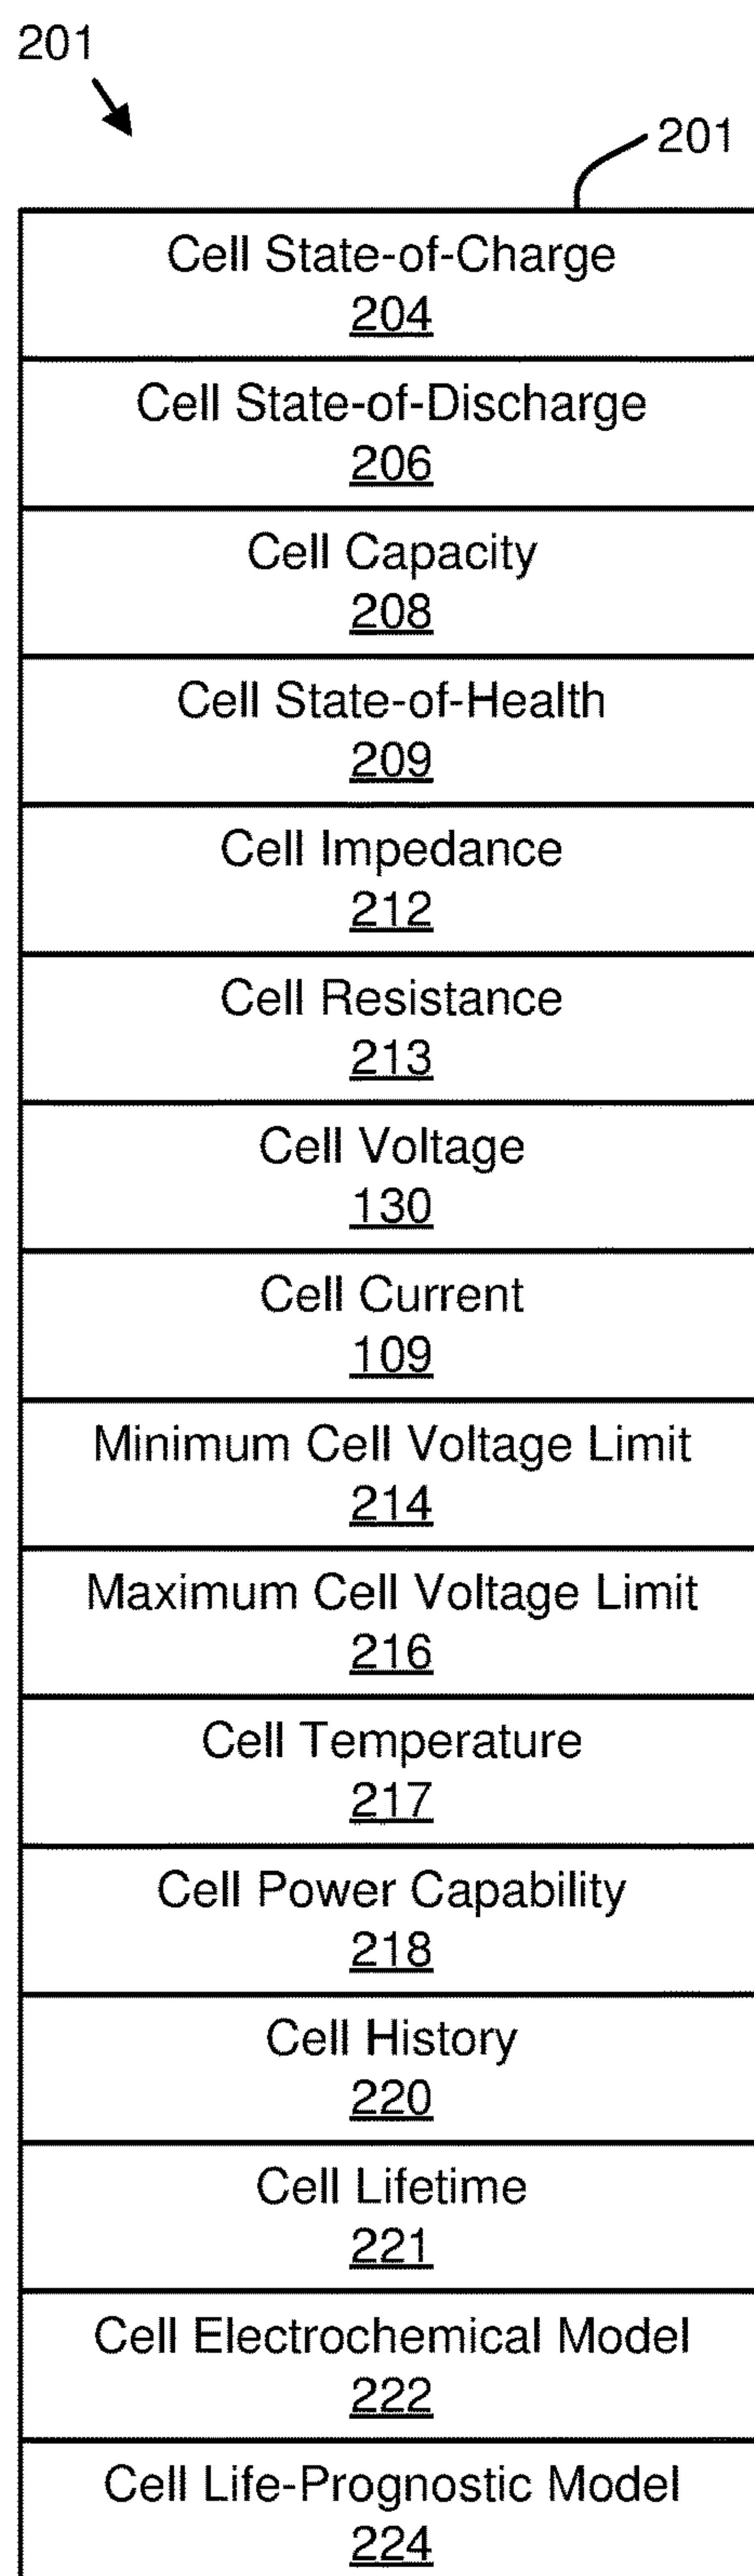 201
201
Cell State-of-Charge
204
Cell State-of-Discharge
206
Cell Capacity
208
Cell State-of-Health
209
Cell Impedance
212
Cell Resistance
213
Cell Voltage
130
Cell Current
109
Minimum Cell Voltage Limit
214
Maximum Cell Voltage Limit
216
Cell Temperature
217
Cell Power Capability
218
Cell History
220
Cell Lifetime
221
Cell Electrochemical Model
222
Cell Life-Prognostic Model
224